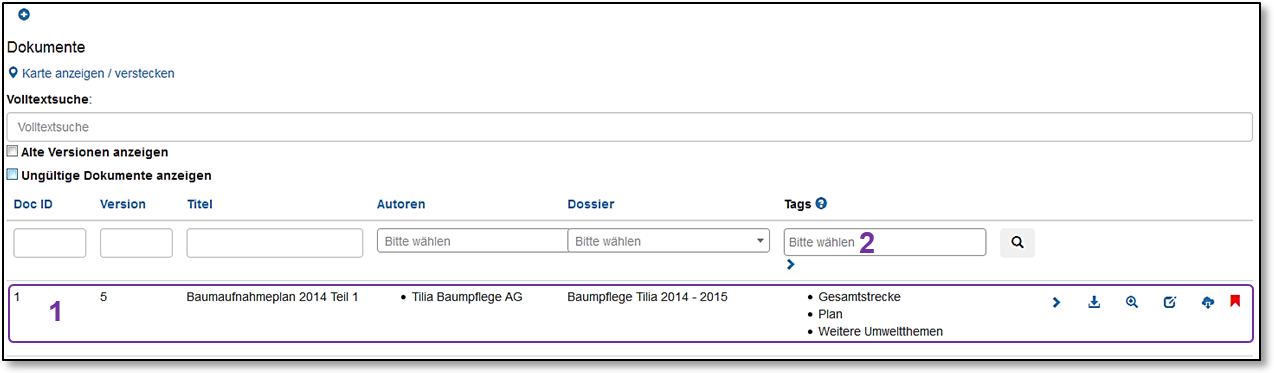 Dokumente
Karte anzeigen / verstecken
Volltextsuche:
Volltextsuche
Alte Versionen anzeigen
Ungültige Dokumente anzeigen
Doc ID Version Titel Autoren Dossier Tags ?
Bitte wählen Bitte wählen Bitte wählen 2
1 5 Baumaufnahmeplan 2014 Teil 1 • Tilia Baumpflege AG Baumpflege Tilia 2014 - 2015 • Gesamtstrecke
1 • Plan
• Weitere Umweltthemen